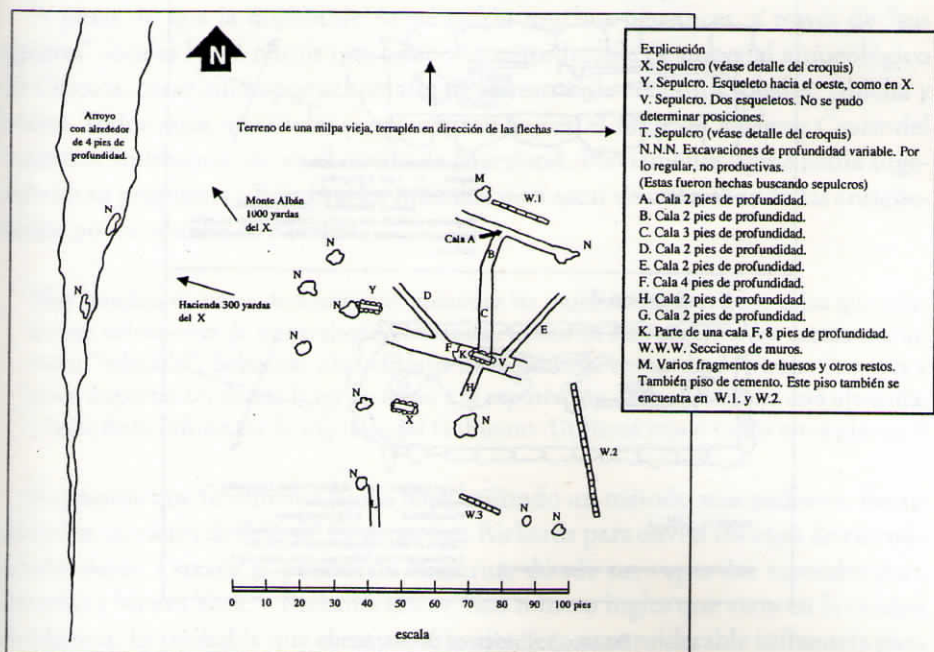 N
Arroyo
con alrededor
de 4 pies de
profundidad.
Terreno de una milpa vieja, terraplén en dirección de las flechas
Monte Albán
1000 yardas
del X
Hacienda 300 yardas
del X
N
N
N
N
N
Y
N
N
N
M
W.1
N
Cala A
B
C
D
E
F
K
V
H
N
W.2
W.3
N
N
0 10 20 30 40 50 60 70 80 90 100 pies
escala
Explicación
X. Sepulcro (véase detalle del croquis)
Y. Sepulcro. Esqueleto hacia el oeste, como en X.
V. Sepulcro. Dos esqueletos. No se pudo
determinar posiciones.
T. Sepulcro (véase detalle del croquis)
N.N.N. Excavaciones de profundidad variable. Por
lo regular, no productivas.
(Estas fueron hechas buscando sepulcros)
A. Cala 2 pies de profundidad.
B. Cala 2 pies de profundidad.
C. Cala 3 pies de profundidad.
D. Cala 2 pies de profundidad.
E. Cala 2 pies de profundidad.
F. Cala 4 pies de profundidad.
H. Cala 2 pies de profundidad.
G. Cala 2 pies de profundidad.
K. Parte de una cala F, 8 pies de profundidad.
W.W.W. Secciones de muros.
M. Varios fragmentos de huesos y otros restos.
También piso de cemento. Este piso también se
encuentra en W.1. y W.2.